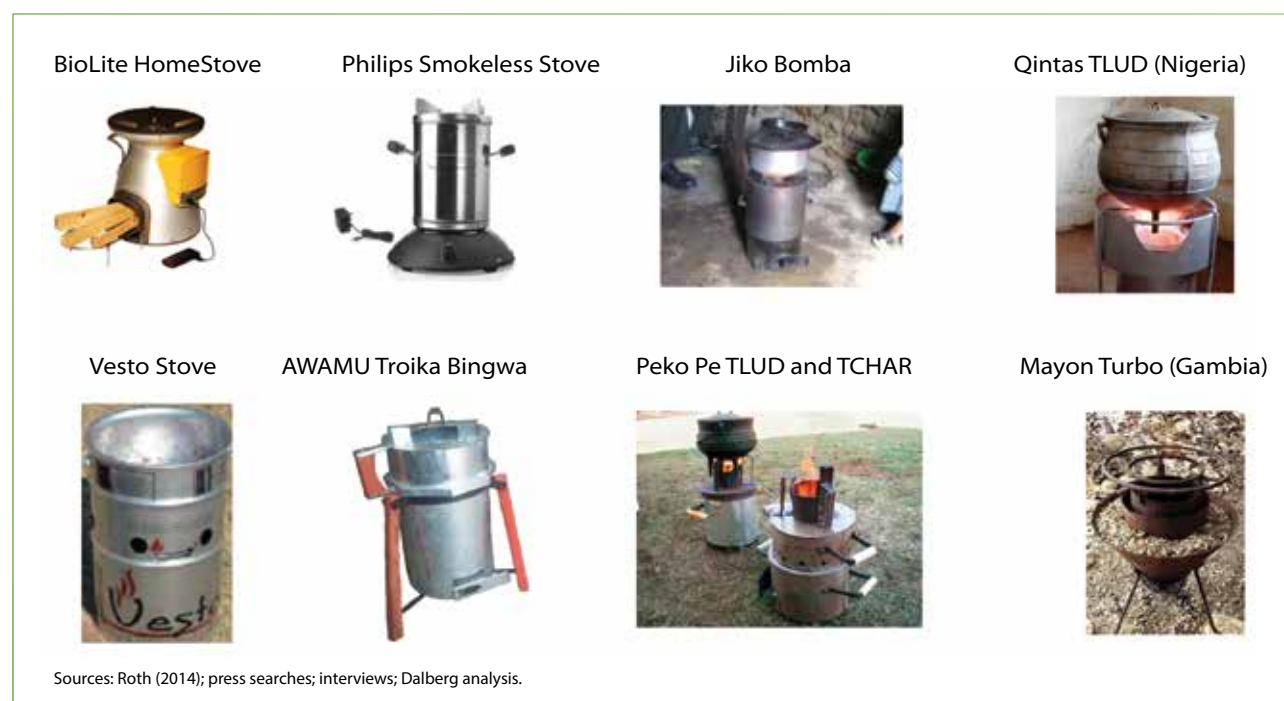 BioLite HomeStove
Philips Smokeless Stove
Jiko Bomba
Qintas TLUD (Nigeria)
Vesto Stove
AWAMU Troika Bingwa
Peko Pe TLUD and TCHAR
Mayon Turbo (Gambia)
Vesto
Sources: Roth (2014); press searches; interviews; Dalberg analysis.